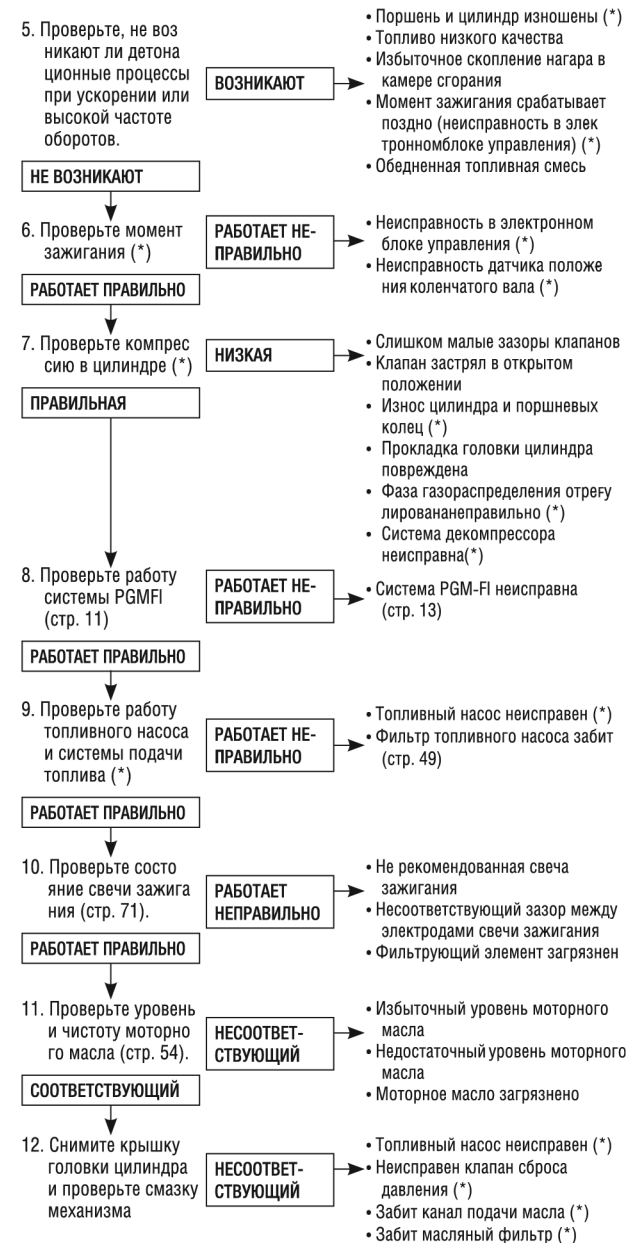 5. Проверьте, не воз
никают ли детона
ционные процессы
при ускорении или
высокой частоте
оборотов.
ВОЗНИКАЮТ
• Поршень и цилиндр изношены (*)
• Топливо низкого качества
• Избыточное скопление нагара в
камере сгорания
• Момент зажигания срабатывает
поздно (неисправность в элек
тронномблоке управления) (*)
• Обедненная топливная смесь
НЕ ВОЗНИКАЮТ
6. Проверьте момент
зажигания (*)
РАБОТАЕТ НЕ-
ПРАВИЛЬНО
• Неисправность в электронном
блоке управления (*)
• Неисправность датчика положе
ния коленчатого вала (*)
РАБОТАЕТ ПРАВИЛЬНО
7. Проверьте компрес
сию в цилиндре (*)
НИЗКАЯ
• Слишком малые зазоры клапанов
• Клапан застрял в открытом
положении
• Износ цилиндра и поршневых
колец (*)
• Прокладка головки цилиндра
повреждена
• Фаза газораспределения отрегу
лированаправильно (*)
• Система декомпрессора
неисправна(*)
ПРАВИЛЬНАЯ
8. Проверьте работу
системы PGMFI
(стр. 11)
РАБОТАЕТ НЕ-
ПРАВИЛЬНО
• Система PGM-FI неисправна
(стр. 13)
РАБОТАЕТ ПРАВИЛЬНО
9. Проверьте работу
топливного насоса
и системы подачи
топлива (*)
РАБОТАЕТ НЕ-
ПРАВИЛЬНО
• Топливный насос неисправен (*)
• Фильтр топливного насоса забит
(стр. 49)
РАБОТАЕТ ПРАВИЛЬНО
10. Проверьте состо
яние свечи зажига
ния (стр. 71).
РАБОТАЕТ
НЕПРАВИЛЬНО
• Не рекомендованная свеча
зажигания
• Несоответствующий зазор между
электродами свечи зажигания
• Фильтрующий элемент загрязнен
РАБОТАЕТ ПРАВИЛЬНО
11. Проверьте уровень
и чистоту моторно
го масла (стр. 54).
НЕСООТВЕТ-
СТВУЮЩИЙ
• Избыточный уровень моторного
масла
• Недостаточный уровень моторного
масла
• Моторное масло загрязнено
СООТВЕТСТВУЮЩИЙ
12. Снимите крышку
головки цилиндра
и проверьте смазку
механизма
НЕСООТВЕТ-
СТВУЮЩИЙ
• Топливный насос неисправен (*)
• Неисправен клапан сброса
давления (*)
• Забит канал подачи масла (*)
• Забит масляный фильтр (*)